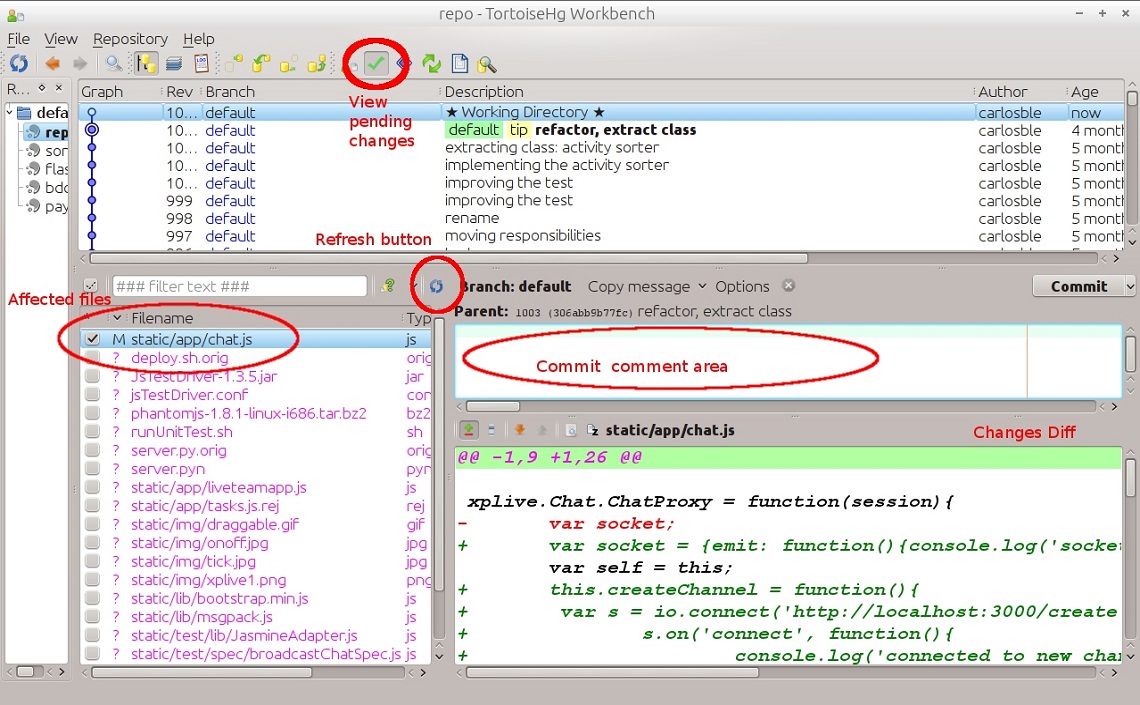 repo - TortoiseHg Workbench
File View Repository Help
R...
defa
rep
sor
flas
bdd
pay
View
pending
changes
Graph Rev Branch Description Author Age
10... default ★ Working Directory ★ carlosble now
10... default default tip refactor, extract class carlosble 4 month
10... default extracting class: activity sorter carlosble 5 month
10... default implementing the activity sorter carlosble 5 month
10... default improving the test carlosble 5 month
999 default improving the test carlosble 5 month
998 default rename carlosble 5 month
997 default moving responsibilities carlosble 5 month
Refresh button
Affected files
### filter text ###
Branch: default Copy message Options Commit
Parent: 1003 (306abb9b77fc) refactor, extract class
Commit comment area
Filename Typ
M static/app/chat.js js
? deploy.sh.orig orig
? JsTestDriver-1.3.5.jar jar
? jsTestDriver.conf con
? phantomjs-1.8.1-linux-i686.tar.bz2 bz2
? runUnitTest.sh sh
? server.py.orig orig
? server.pyn pyn
? static/app/liveteamapp.js js
? static/app/tasks.js.rej rej
? static/img/draggable.gif gif
? static/img/onoff.jpg jpg
? static/img/tick.jpg jpg
? static/img/xplive1.png png
? static/lib/bootstrap.min.js js
? static/lib/msgpack.js js
? static/test/lib/JasmineAdapter.js js
? static/test/spec/broadcastChatSpec.js js
static/app/chat.js
Changes Diff
@@ -1,9 +1,26 @@
xplive.Chat.ChatProxy = function(session){
- var socket;
+ var socket = {emit: function(){console.log('socket
var self = this;
+ this.createChannel = function(){
+ var s = io.connect('http://localhost:3000/create
+ s.on('connect', function(){
+ console.log('connected to new chan